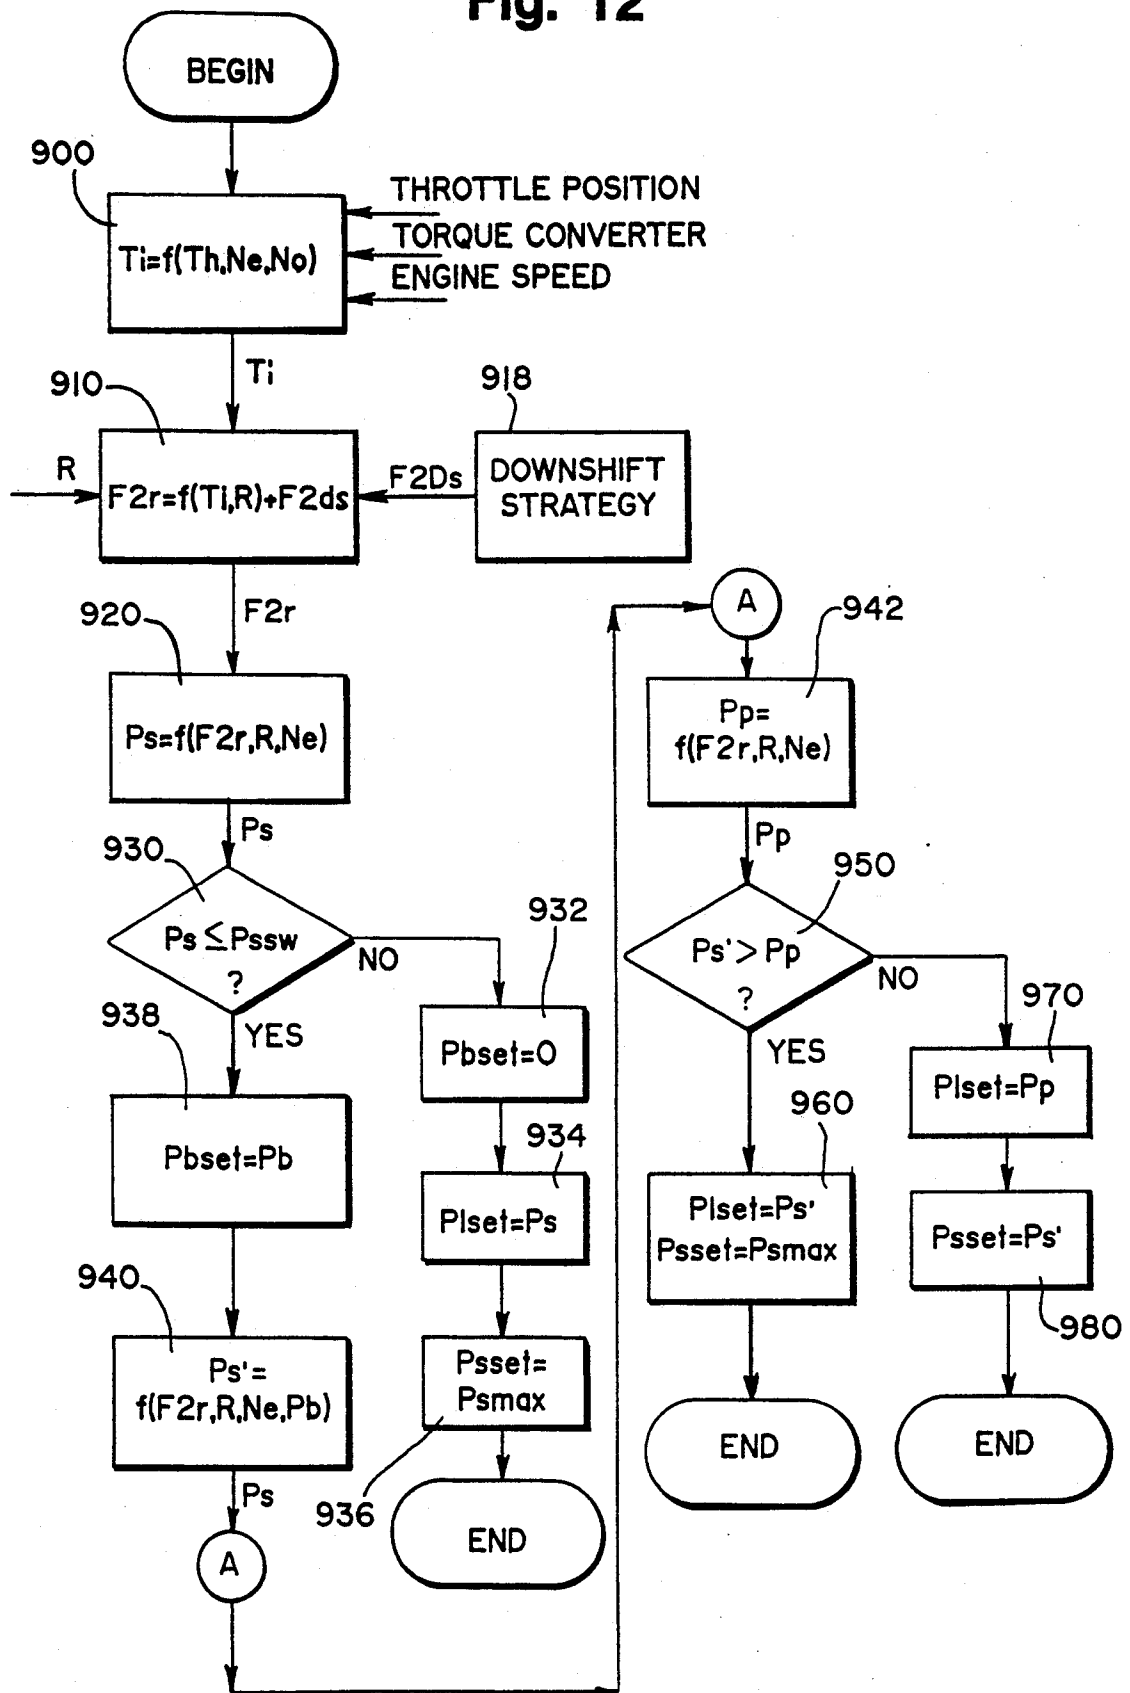 Fig. 12
BEGIN
900
Ti=f(Th,Ne,No)
THROTTLE POSITION
TORQUE CONVERTER
ENGINE SPEED
Ti
910
R
F2r=f(Ti,R)+F2ds
F2Ds
918
DOWNSHIFT
STRATEGY
F2r
920
Ps=f(F2r,R,Ne)
Ps
930
Ps≤Pssw
?
NO
YES
932
Pbset=0
934
Plset=Ps
Psset=
Psmax
936
END
938
Pbset=Pb
940
Ps'=
f(F2r,R,Ne,Pb)
Ps
A
A
942
Pp=
f(F2r,R,Ne)
Pp
950
Ps'>Pp
?
NO
YES
960
Plset=Ps'
Psset=Psmax
END
970
Plset=Pp
Psset=Ps'
980
END